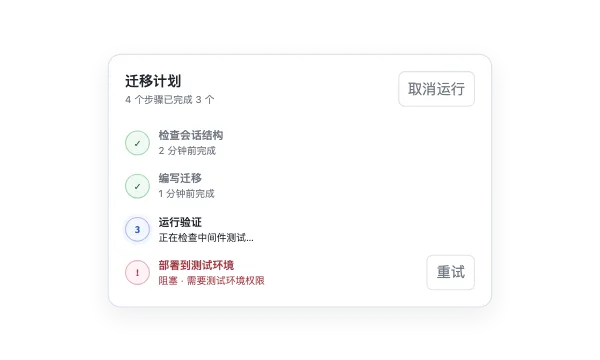 迁移计划
4 个步骤已完成 3 个
取消运行
✓
检查会话结构
2 分钟前完成
✓
编写迁移
1 分钟前完成
3
运行验证
正在检查中间件测试...
!
部署到测试环境
阻塞 · 需要测试环境权限
重试